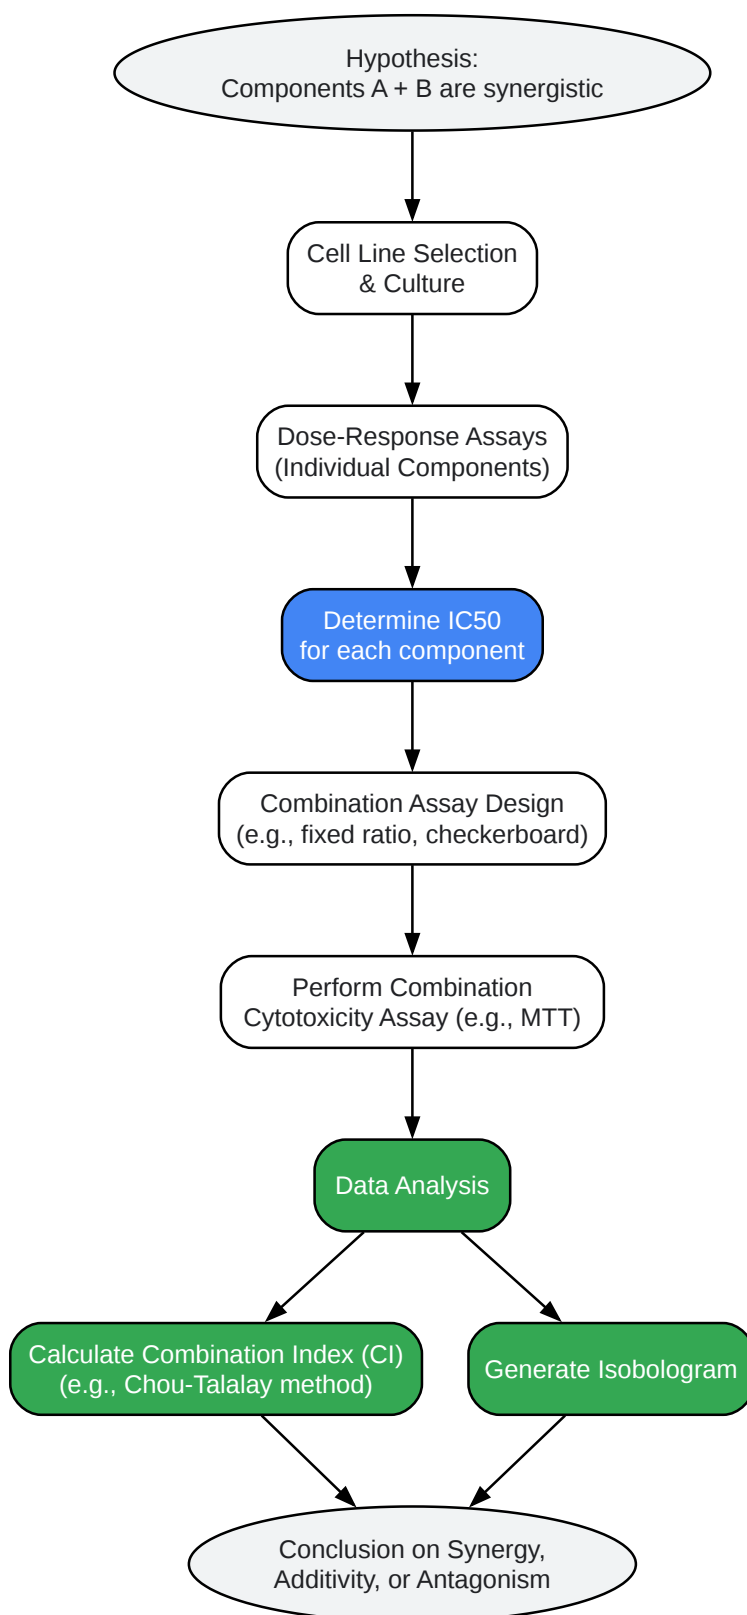 Hypothesis:
Components A + B are synergistic
Cell Line Selection
& Culture
Dose-Response Assays
(Individual Components)
Determine IC50
for each component
Combination Assay Design
(e.g., fixed ratio, checkerboard)
Perform Combination
Cytotoxicity Assay (e.g., MTT)
Data Analysis
Calculate Combination Index (CI)
(e.g., Chou-Talalay method)
Generate Isobologram
Conclusion on Synergy,
Additivity, or Antagonism